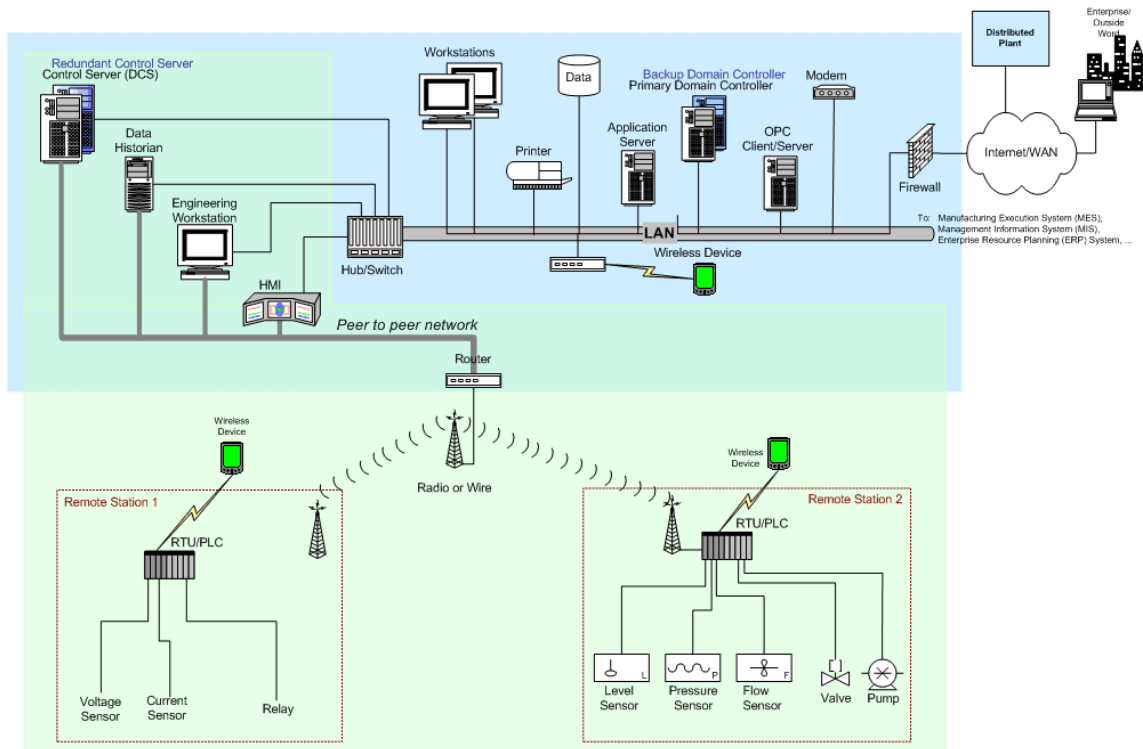 Enterprise/
Outside
Word
Distributed
Plant
Redundant Control Server
Control Server (DCS)
Workstations
Data
Backup Domain Controller
Primary Domain Controller
Modem
Data
Historian
Application
Server
OPC
Client/Server
Printer
Internet/WAN
Firewall
Engineering
Workstation
To: Manufacturing Execution System (MES),
Management Information System (MIS),
Enterprise Resource Planning (ERP) System, ...
LAN
Hub/Switch
Wireless Device
HMI
Peer to peer network
Router
Wireless
Device
Wireless
Device
Radio or Wire
Remote Station 1
Remote Station 2
RTU/PLC
RTU/PLC
L
P
F
Level
Sensor
Pressure
Sensor
Flow
Sensor
Valve
Pump
Voltage
Sensor
Current
Sensor
Relay